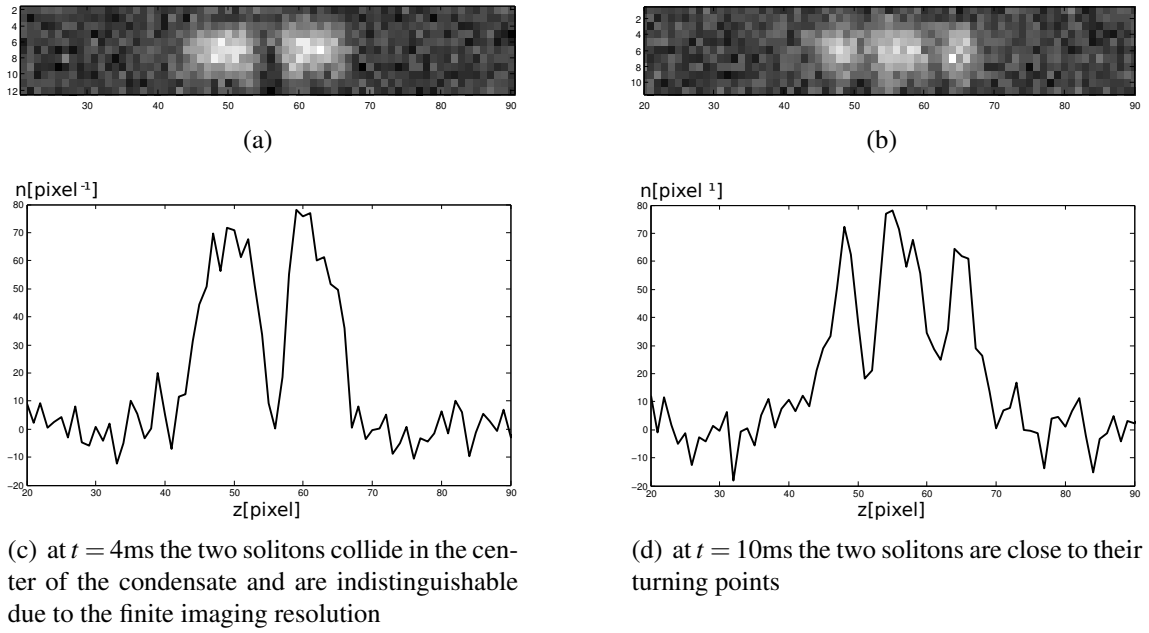 2
4
6
8
10
12
30 40 50 60 70 80 90
(a)
2
4
6
8
10
20 30 40 50 60 70 80 90
(b)
n[pixel⁻¹]
80
70
60
50
40
30
20
10
0
−10
−20
20 30 40 50 60 70 80 90
z[pixel]
n[pixel ¹]
80
70
60
50
40
30
20
10
0
−10
−20
20 30 40 50 60 70 80 90
z[pixel]
(c) at t = 4ms the two solitons collide in the cen-
ter of the condensate and are indistinguishable
due to the finite imaging resolution
(d) at t = 10ms the two solitons are close to their
turning points